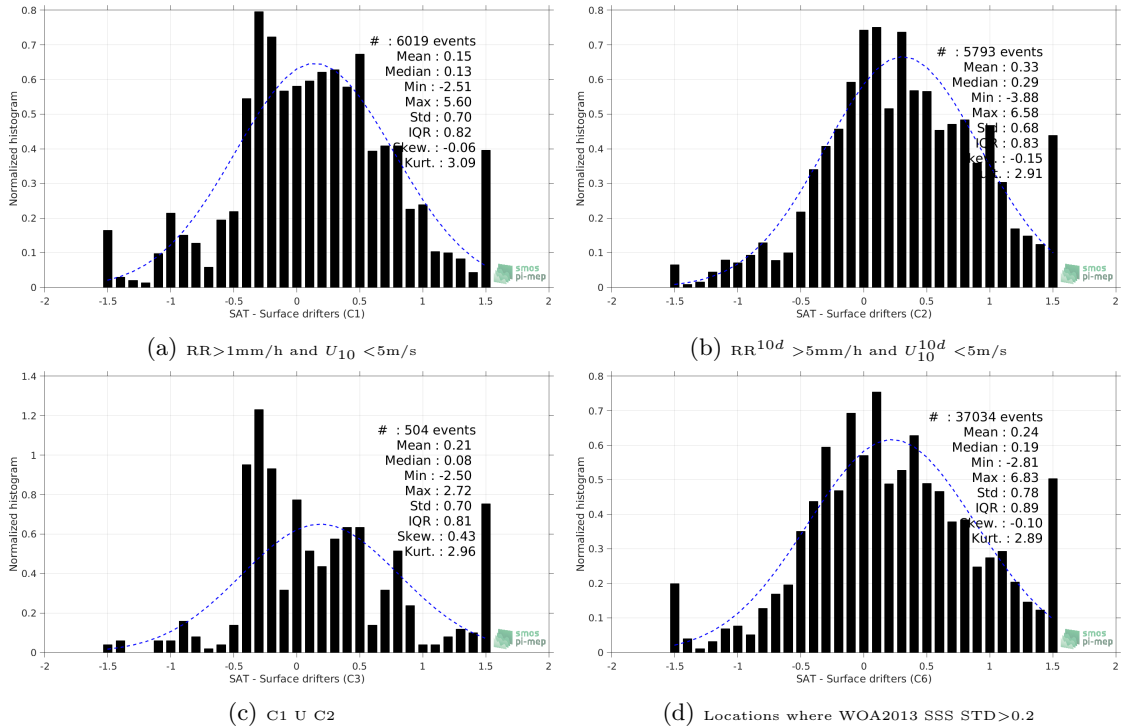 0.8
0.7
0.6
0.5
0.4
0.3
0.2
0.1
0
Normalized histogram
# : 6019 events
Mean : 0.15
Median : 0.13
Min : -2.51
Max : 5.60
Std : 0.70
IQR : 0.82
Skew. : -0.06
Kurt. : 3.09
smos
pi-mep
-2 -1.5 -1 -0.5 0 0.5 1 1.5 2
SAT - Surface drifters (C1)
(a) RR>1mm/h and U10 <5m/s
0.8
0.7
0.6
0.5
0.4
0.3
0.2
0.1
0
Normalized histogram
# : 5793 events
Mean : 0.33
Median : 0.29
Min : -3.88
Max : 6.58
Std : 0.68
IQR : 0.83
Skew. : -0.15
Kurt. : 2.91
smos
pi-mep
-2 -1.5 -1 -0.5 0 0.5 1 1.5 2
SAT - Surface drifters (C2)
(b) RR^10d >5mm/h and U10^10d <5m/s
1.4
1.2
1
0.8
0.6
0.4
0.2
0
Normalized histogram
# : 504 events
Mean : 0.21
Median : 0.08
Min : -2.50
Max : 2.72
Std : 0.70
IQR : 0.81
Skew. : 0.43
Kurt. : 2.96
smos
pi-mep
-2 -1.5 -1 -0.5 0 0.5 1 1.5 2
SAT - Surface drifters (C3)
(c) C1 U C2
0.8
0.7
0.6
0.5
0.4
0.3
0.2
0.1
0
Normalized histogram
# : 37034 events
Mean : 0.24
Median : 0.19
Min : -2.81
Max : 6.83
Std : 0.78
IQR : 0.89
Skew. : -0.10
Kurt. : 2.89
smos
pi-mep
-2 -1.5 -1 -0.5 0 0.5 1 1.5 2
SAT - Surface drifters (C6)
(d) Locations where WOA2013 SSS STD>0.2